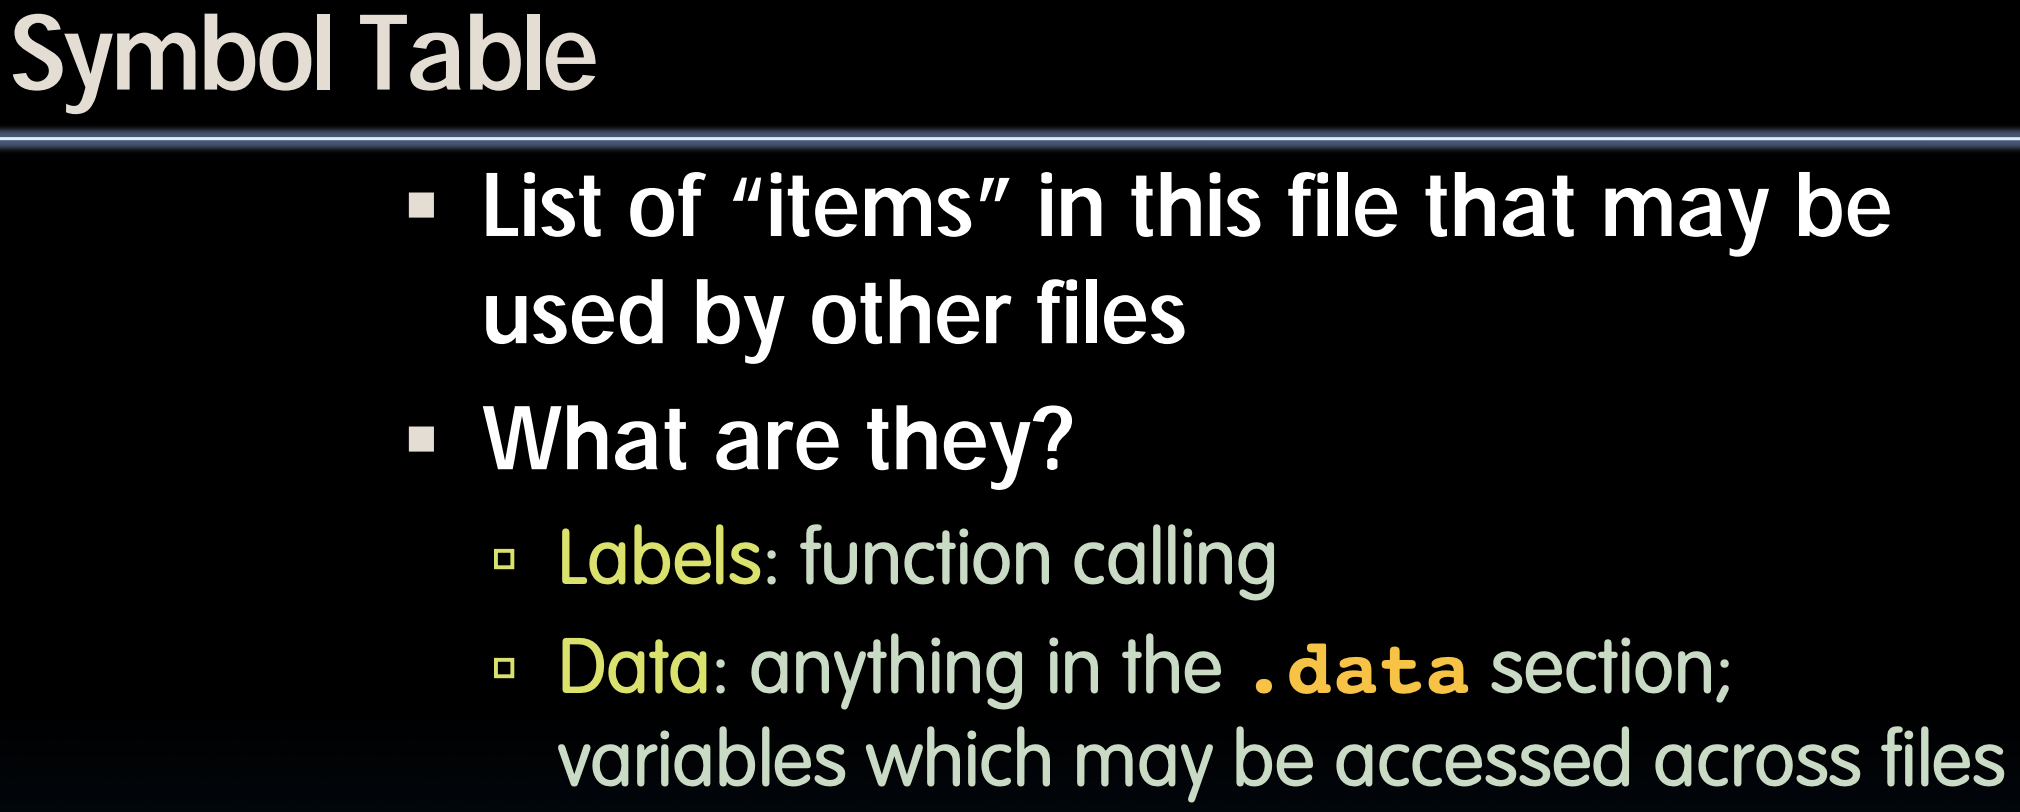 Symbol Table
▪ List of “items” in this file that may be
used by other files
▪ What are they?
▫ Labels: function calling
▫ Data: anything in the .data section;
variables which may be accessed across files